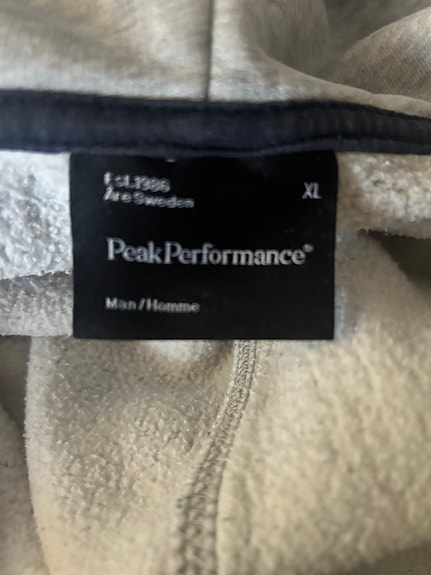 Est.1986
Åre Sweden
XL
PeakPerformance®
Man/Homme